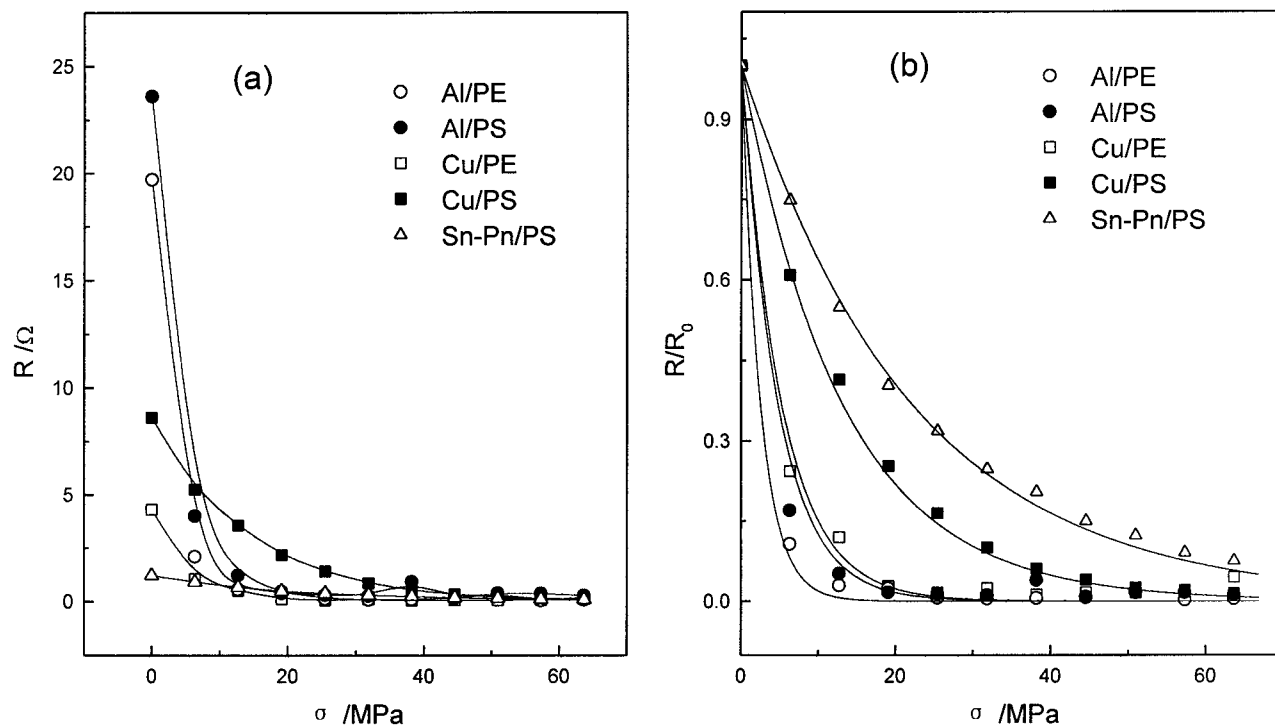 (a)
Al/PE
Al/PS
Cu/PE
Cu/PS
Sn-Pn/PS
25
20
15
10
5
0
R /Ω
0 20 40 60
σ /MPa
(b)
Al/PE
Al/PS
Cu/PE
Cu/PS
Sn-Pn/PS
0.9
0.6
0.3
0.0
R/R₀
0 20 40 60
σ /MPa